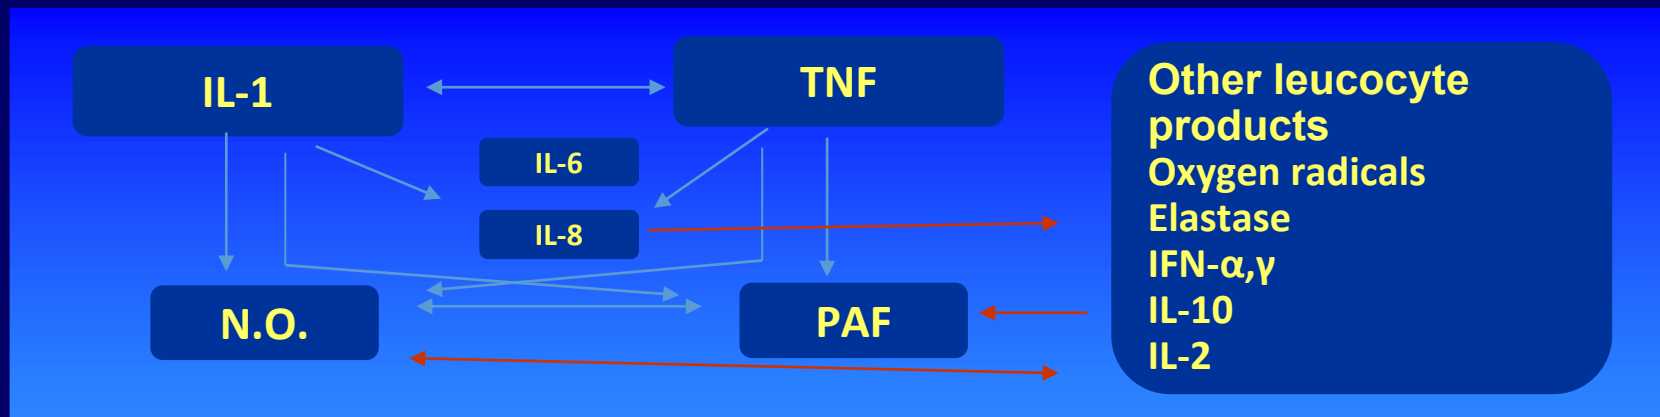 IL-1
TNF
IL-6
IL-8
N.O.
PAF
Other leucocyte
products
Oxygen radicals
Elastase
IFN-α,γ
IL-10
IL-2